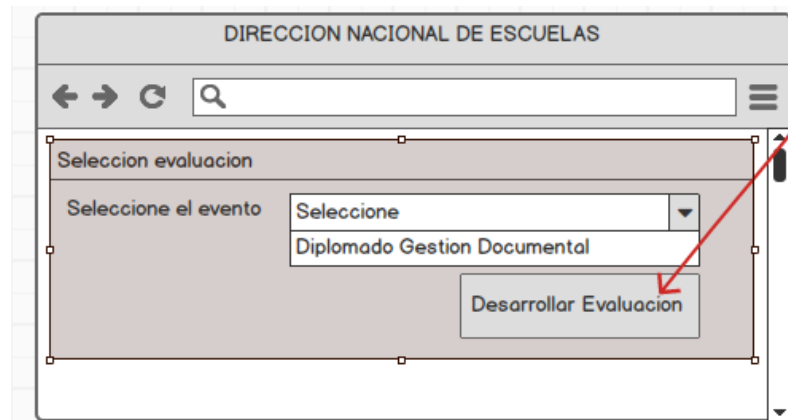 DIRECCION NACIONAL DE ESCUELAS
Seleccion evaluacion
Seleccione el evento
Seleccione
Diplomado Gestion Documental
Desarrollar Evaluacion